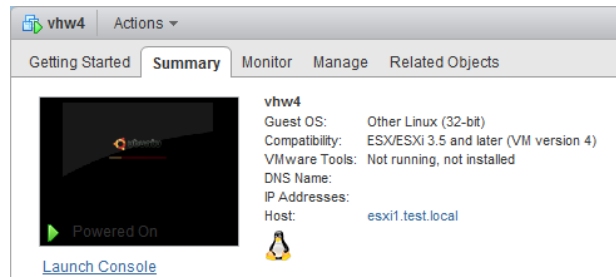 vhw4 Actions
Getting Started Summary Monitor Manage Related Objects
vhw4
Guest OS: Other Linux (32-bit)
Compatibility: ESX/ESXi 3.5 and later (VM version 4)
VMware Tools: Not running, not installed
DNS Name:
IP Addresses:
Host: esxi1.test.local
Powered On
Launch Console